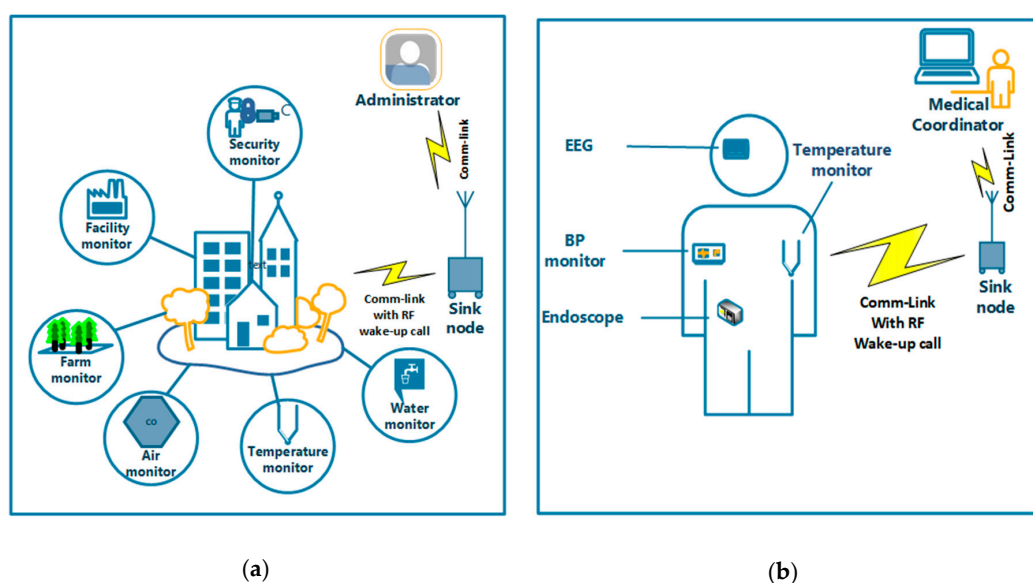 Administrator
Comm-link
Security
monitor
Facility
monitor
text
Sink
node
Comm-link
with RF
wake-up call
Farm
monitor
Water
monitor
CO
Air
monitor
Temperature
monitor
(a)
Medical
Coordinator
Comm-Link
EEG
Temperature
monitor
BP
monitor
Sink
node
Endoscope
Comm-Link
With RF
Wake-up call
(b)